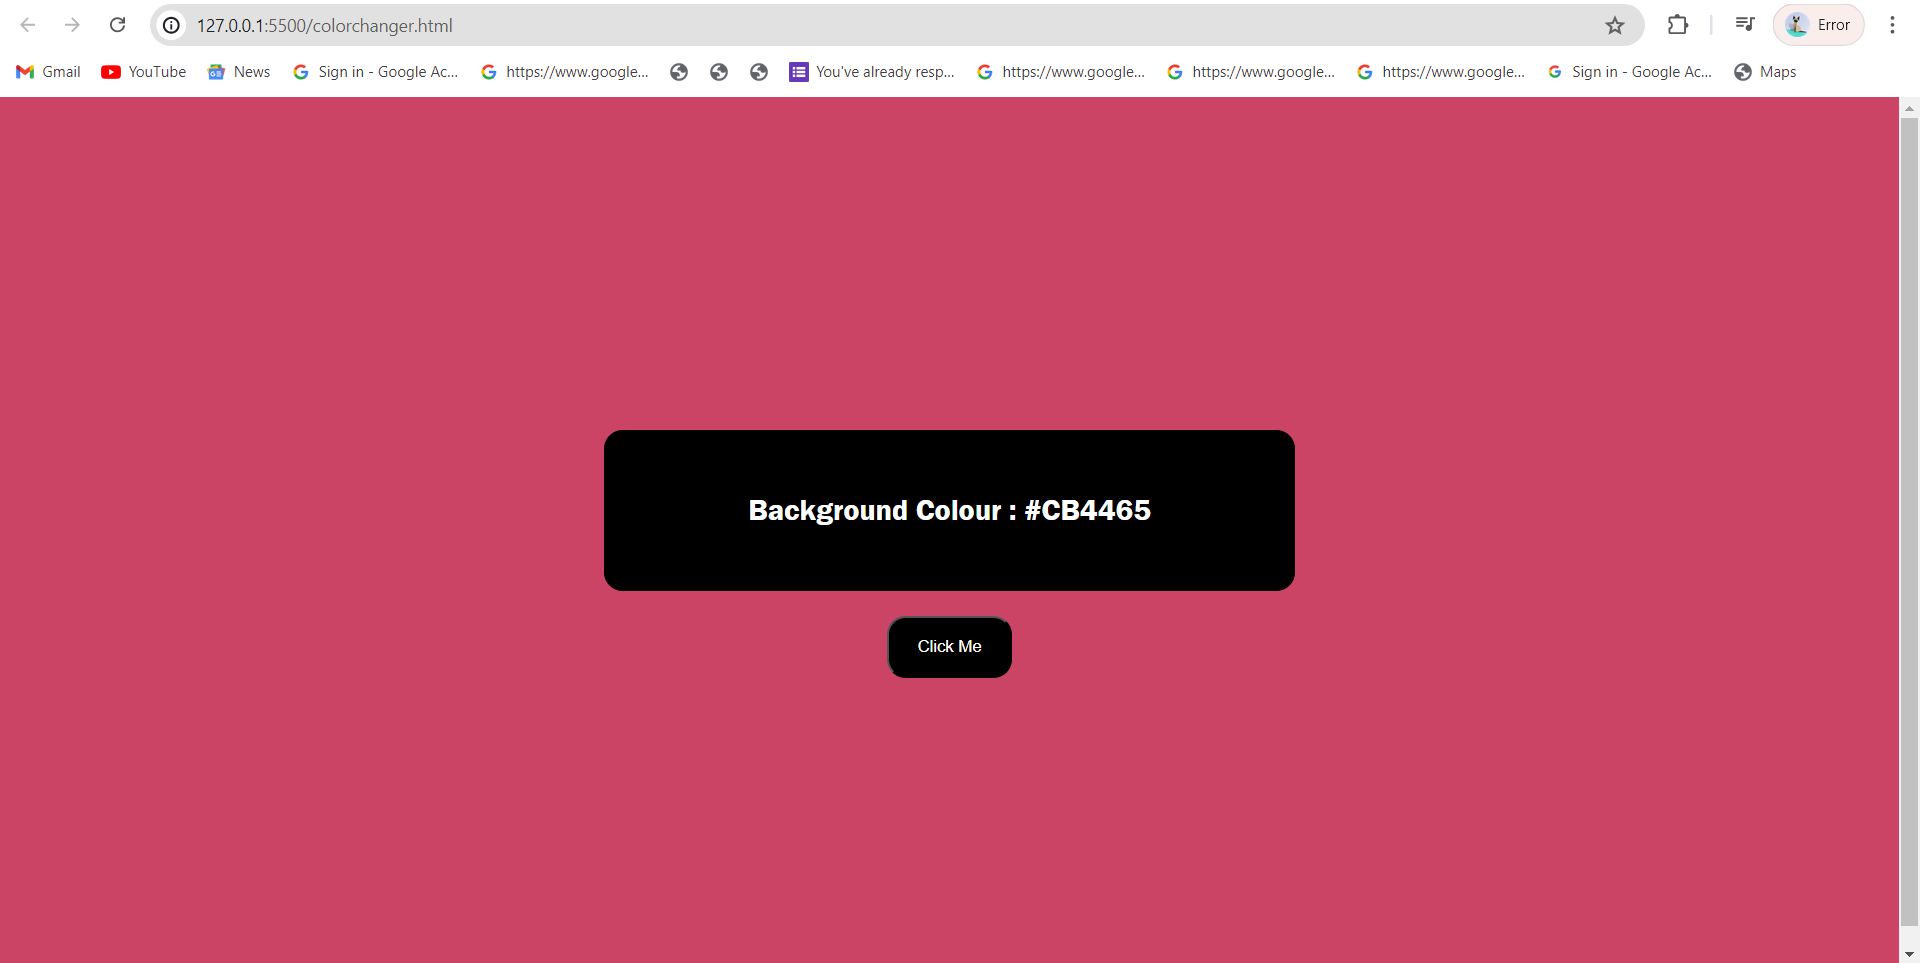 127.0.0.1:5500/colorchanger.html
Error
Gmail
YouTube
News
Sign in - Google Ac...
https://www.google...
You've already resp...
https://www.google...
https://www.google...
https://www.google...
Sign in - Google Ac...
Maps
Background Colour : #CB4465
Click Me